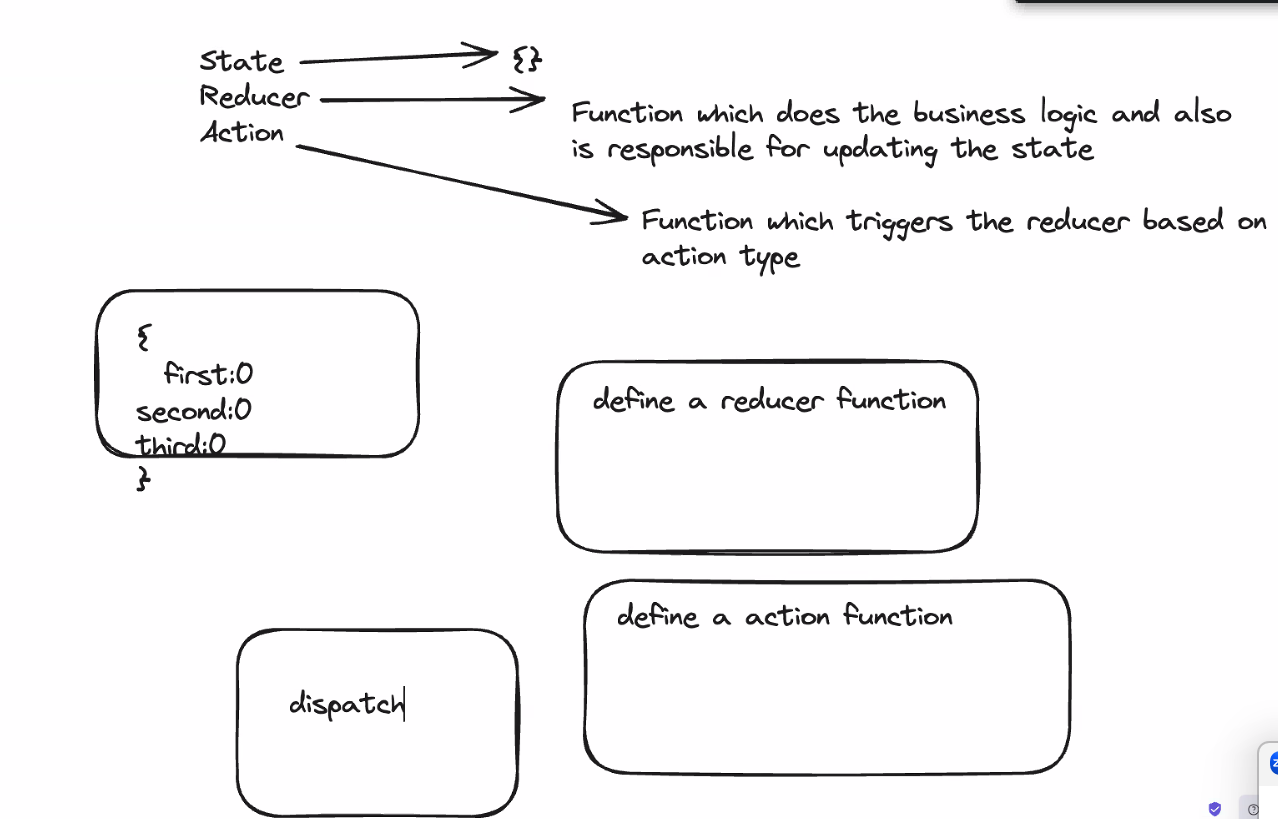 State
{}
Reducer
Action
Function which does the business logic and also
is responsible for updating the state
Function which triggers the reducer based on
action type
{
first:0
second:0
third:0
}
define a reducer function
define a action function
dispatch